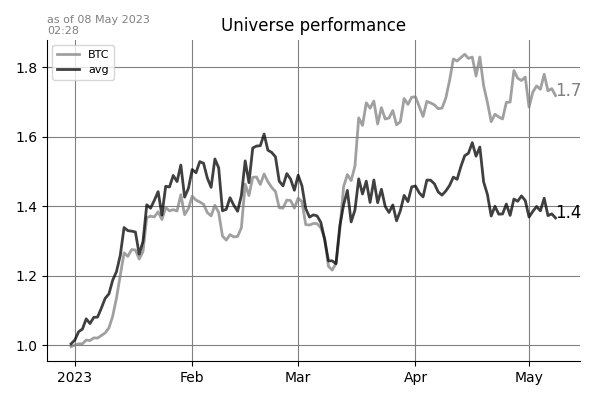 as of 08 May 2023
02:28
Universe performance
BTC
avg
1.8
1.6
1.4
1.2
1.0
1.7
1.4
2023
Feb
Mar
Apr
May